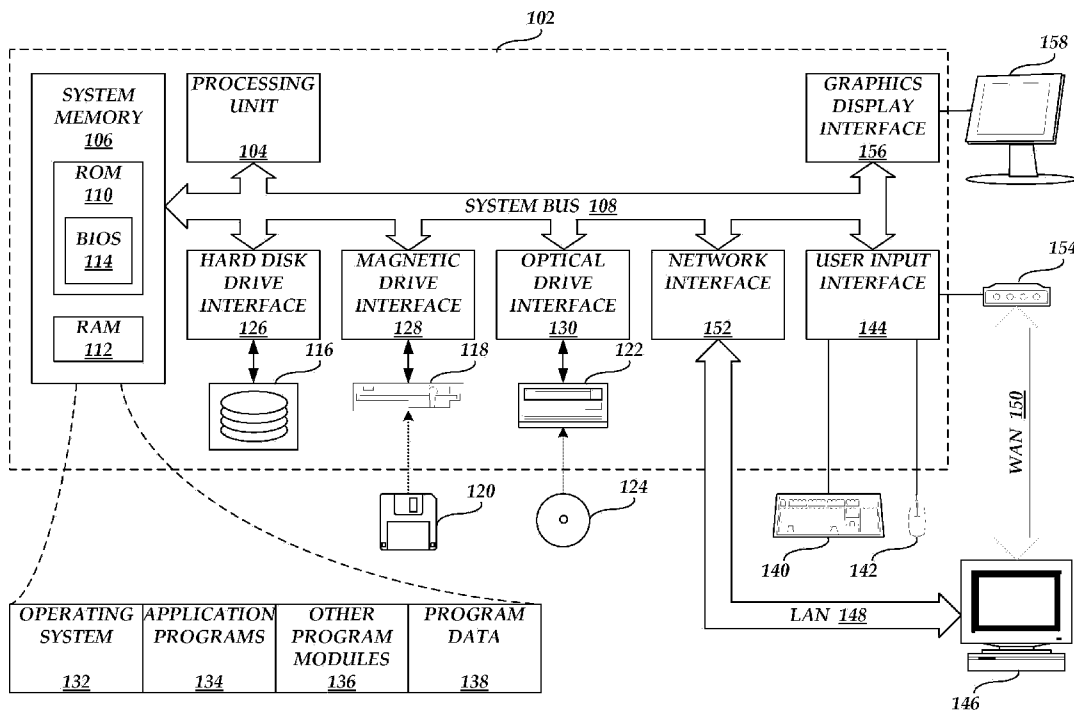 102
158
SYSTEM
MEMORY
106
ROM
110
BIOS
114
RAM
112
PROCESSING
UNIT
104
GRAPHICS
DISPLAY
INTERFACE
156
SYSTEM BUS 108
HARD DISK
DRIVE
INTERFACE
126
MAGNETIC
DRIVE
INTERFACE
128
OPTICAL
DRIVE
INTERFACE
130
NETWORK
INTERFACE
152
USER INPUT
INTERFACE
144
154
116
118
122
WAN 150
120
124
140
142
LAN 148
146
OPERATING
SYSTEM
132
APPLICATION
PROGRAMS
134
OTHER
PROGRAM
MODULES
136
PROGRAM
DATA
138